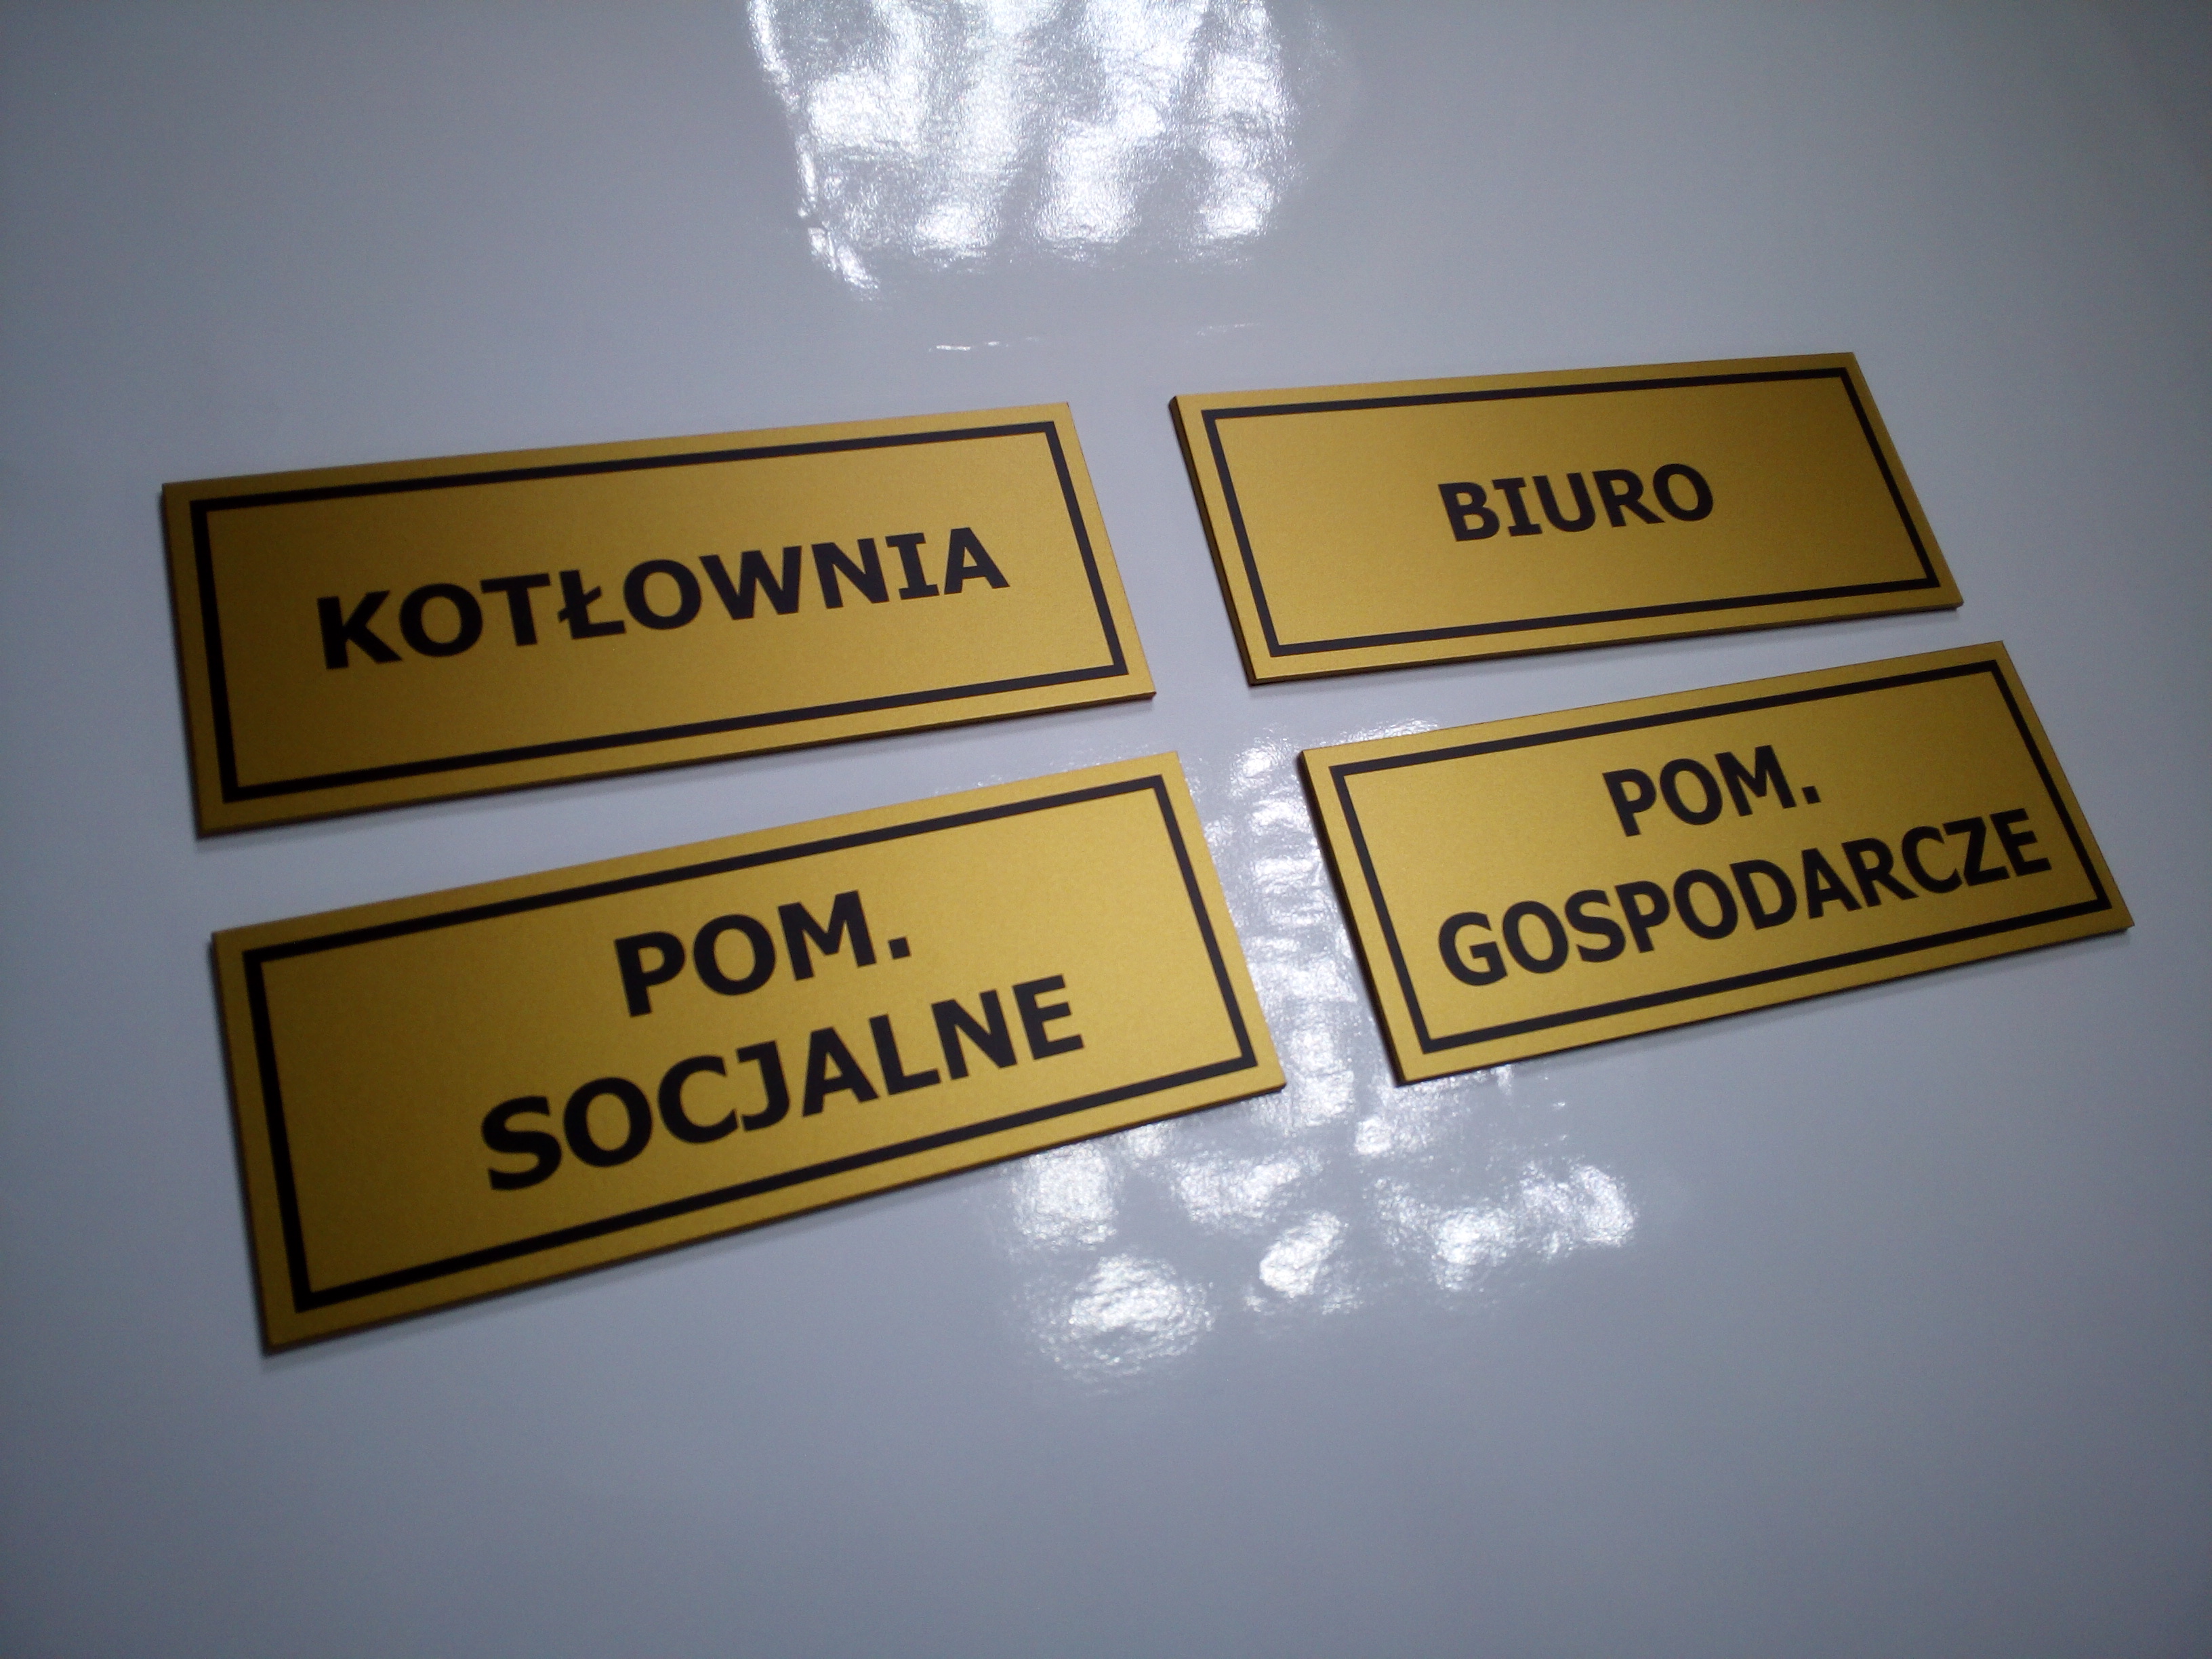 KOTŁOWNIA
BIURO
POM.
SOCJALNE
POM.
GOSPODARCZE